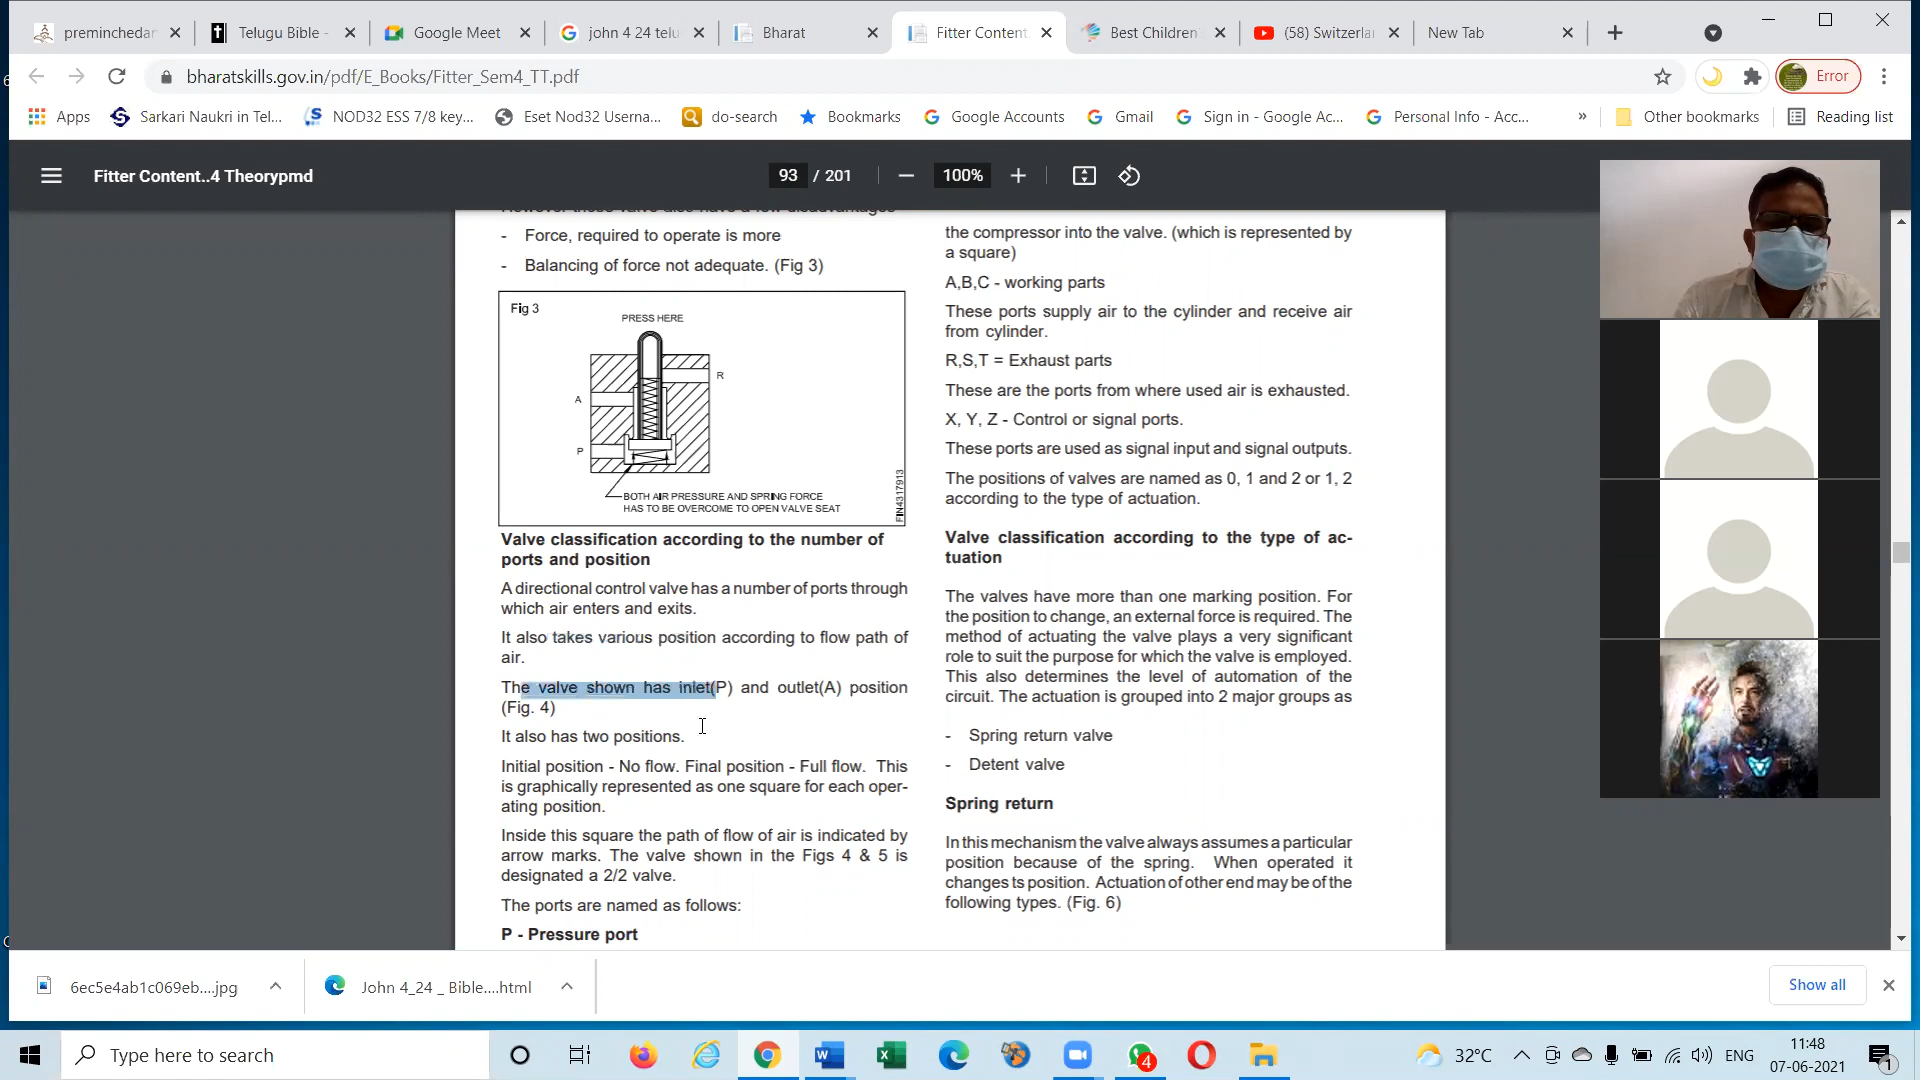 preminchedar
Telugu Bible -
Google Meet
john 4 24 telu
Bharat
Fitter Content.
Best Children
(58) Switzerlar
New Tab
bharatskills.gov.in/pdf/E_Books/Fitter_Sem4_TT.pdf
Error
Apps
Sarkari Naukri in Tel...
NOD32 ESS 7/8 key...
Eset Nod32 Userna...
do-search
Bookmarks
Google Accounts
Gmail
Sign in - Google Ac...
Personal Info - Acc...
»
Other bookmarks
Reading list
Fitter Content..4 Theorypmd
93 / 201
100%
However these valve also have a few disadvantages
- Force, required to operate is more
- Balancing of force not adequate. (Fig 3)
Fig 3
PRESS HERE
R
A
P
BOTH AIR PRESSURE AND SPRING FORCE
HAS TO BE OVERCOME TO OPEN VALVE SEAT
FIN4317913
Valve classification according to the number of
ports and position
A directional control valve has a number of ports through
which air enters and exits.
It also takes various position according to flow path of
air.
The valve shown has inlet(P) and outlet(A) position
(Fig. 4)
It also has two positions.
Initial position - No flow. Final position - Full flow. This
is graphically represented as one square for each oper-
ating position.
Inside this square the path of flow of air is indicated by
arrow marks. The valve shown in the Figs 4 & 5 is
designated a 2/2 valve.
The ports are named as follows:
P - Pressure port
the compressor into the valve. (which is represented by
a square)
A,B,C - working parts
These ports supply air to the cylinder and receive air
from cylinder.
R,S,T = Exhaust parts
These are the ports from where used air is exhausted.
X, Y, Z - Control or signal ports.
These ports are used as signal input and signal outputs.
The positions of valves are named as 0, 1 and 2 or 1, 2
according to the type of actuation.
Valve classification according to the type of ac-
tuation
The valves have more than one marking position. For
the position to change, an external force is required. The
method of actuating the valve plays a very significant
role to suit the purpose for which the valve is employed.
This also determines the level of automation of the
circuit. The actuation is grouped into 2 major groups as
- Spring return valve
- Detent valve
Spring return
In this mechanism the valve always assumes a particular
position because of the spring. When operated it
changes ts position. Actuation of other end may be of the
following types. (Fig. 6)
6ec5e4ab1c069eb....jpg
John 4_24 _ Bible....html
Show all
Type here to search
4
32°C
ENG
11:48
07-06-2021
1